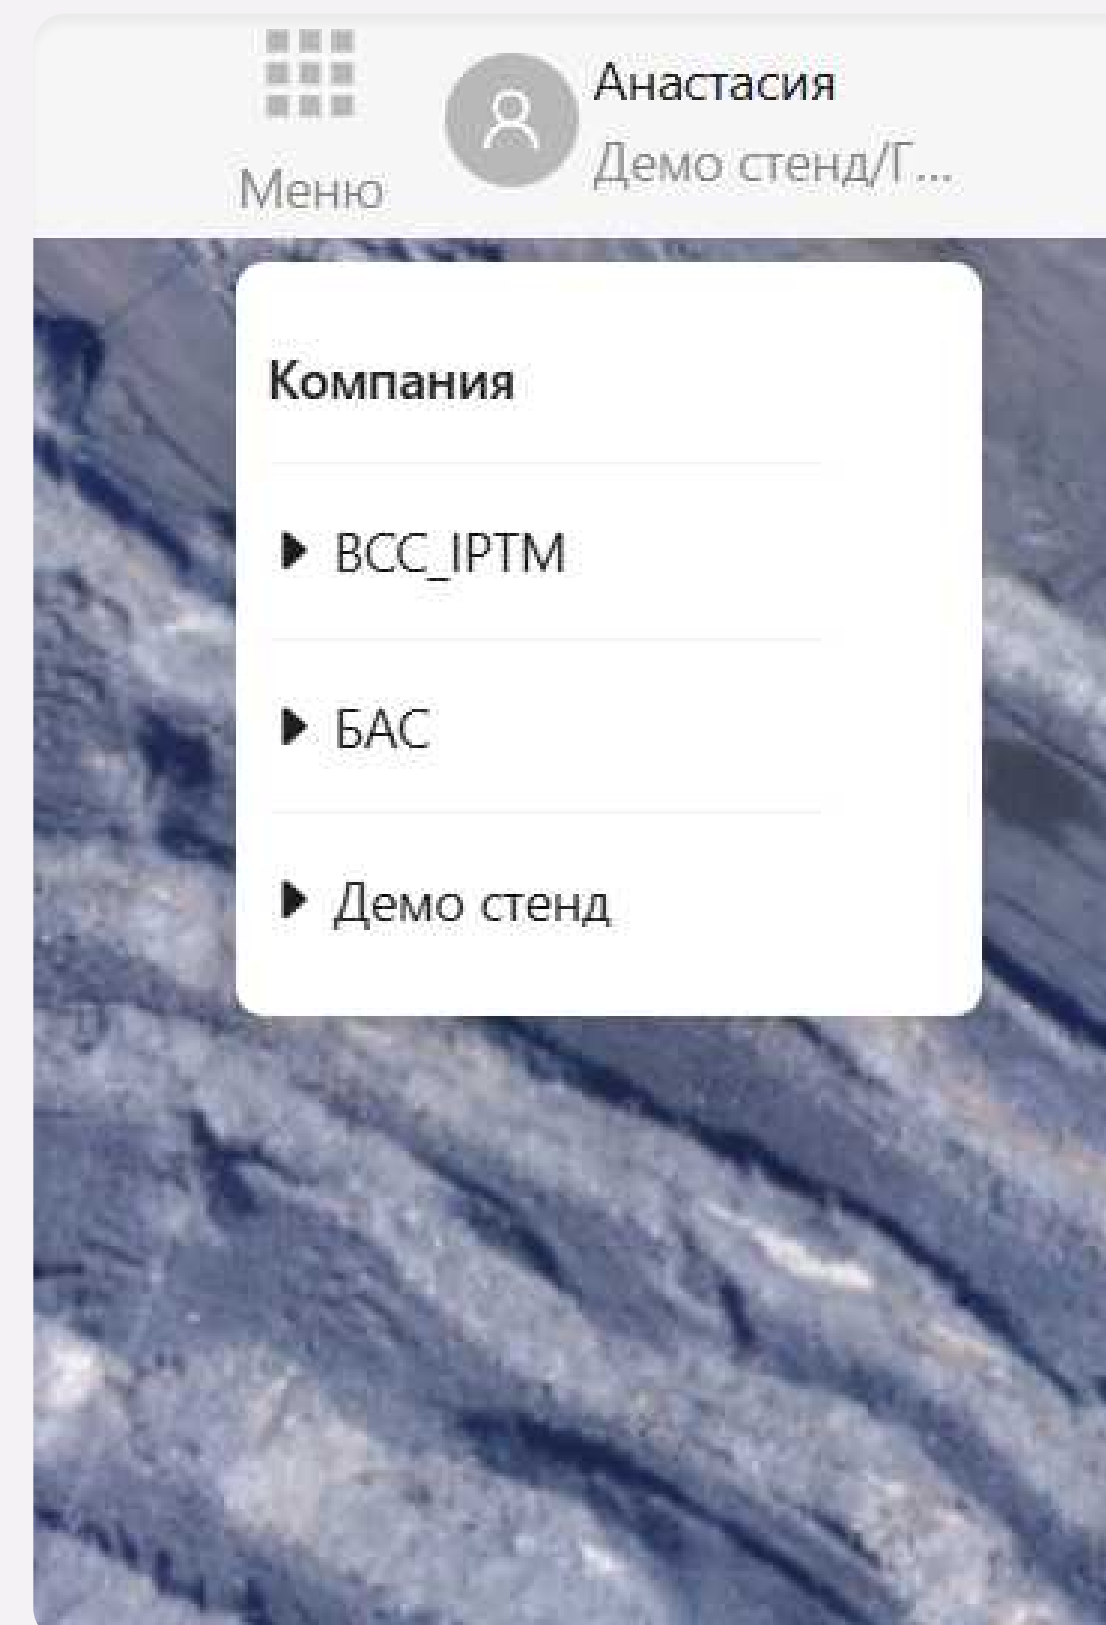 Меню
Анастасия
Демо стенд/Г...
Компания
BCC_IPTM
БАС
Демо стенд